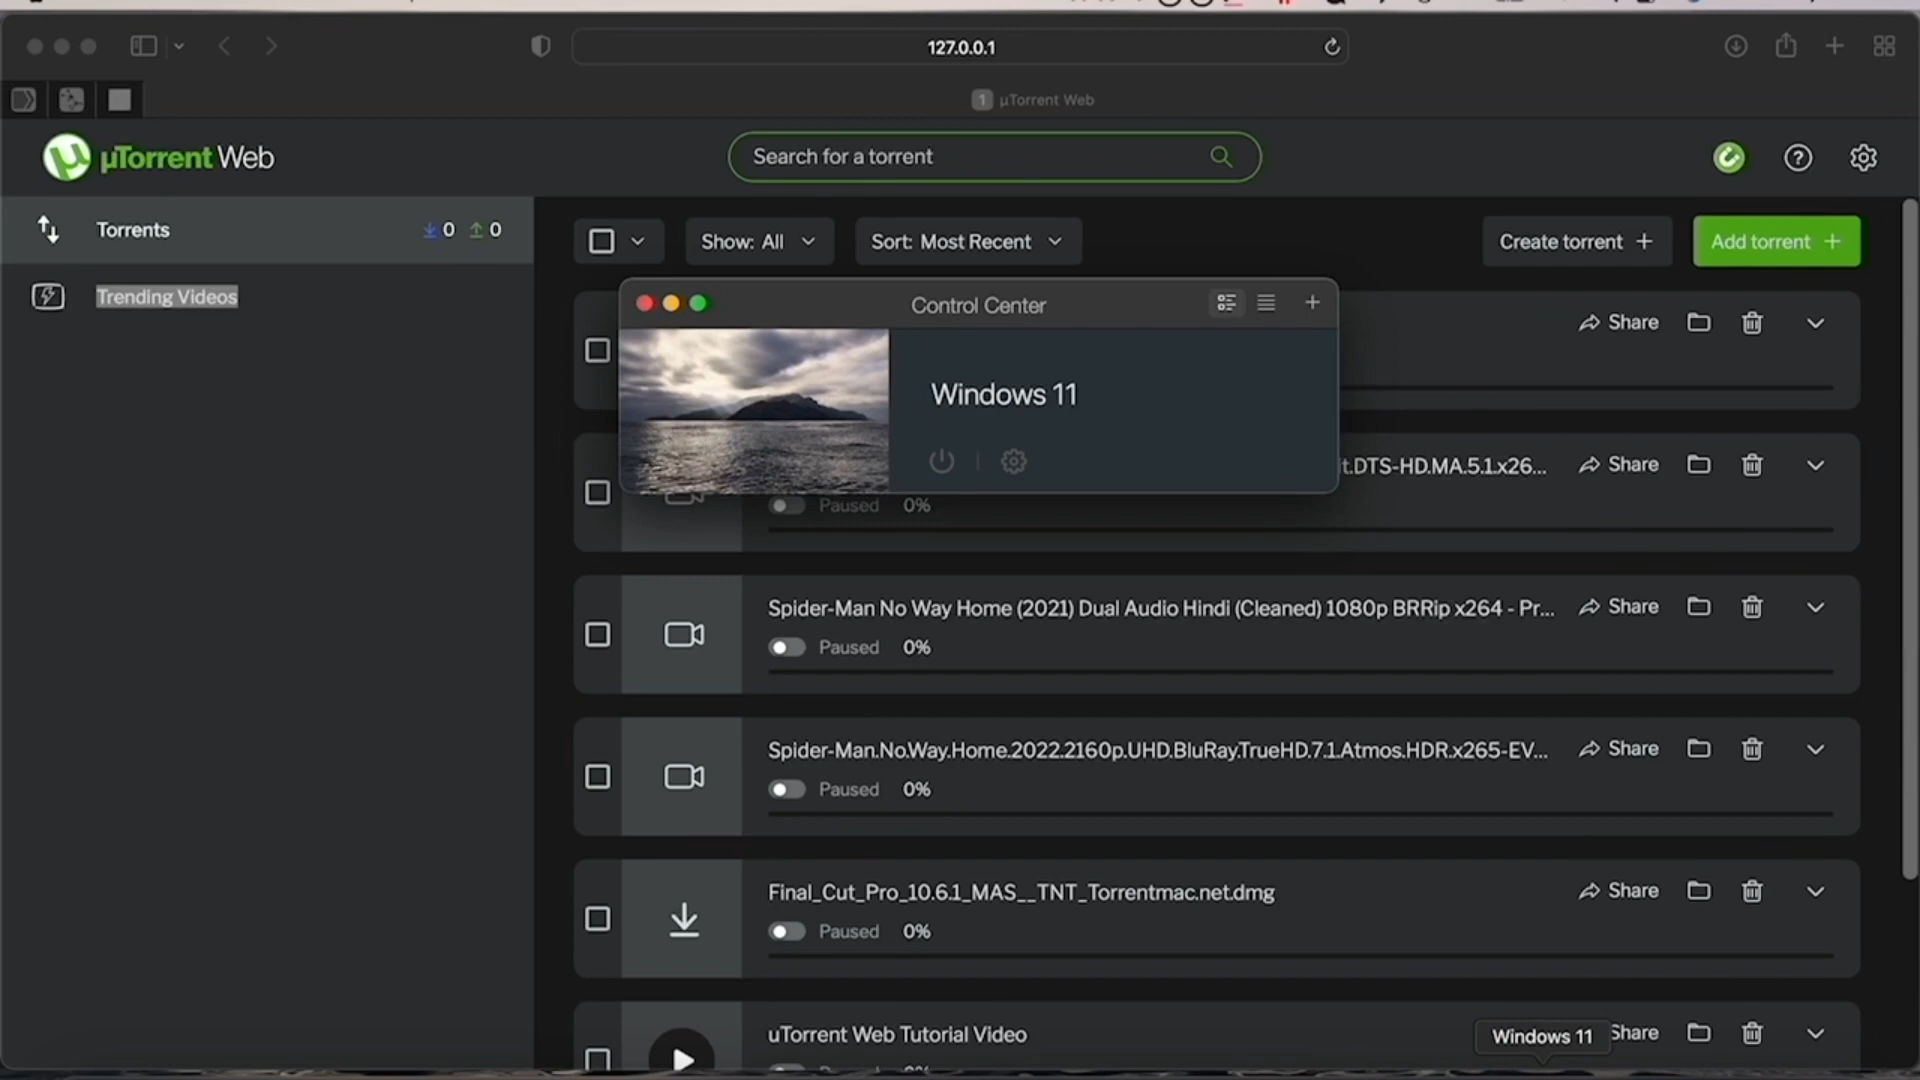 127.0.0.1
1 µTorrent Web
µTorrent Web
Search for a torrent
Torrents
0
0
Show: All
Sort: Most Recent
Create torrent +
Add torrent +
Trending Videos
Control Center
Share
Windows 11
t.DTS-HD.MA.5.1.x26...
Share
Paused 0%
Spider-Man No Way Home (2021) Dual Audio Hindi (Cleaned) 1080p BRRip x264 - Pr...
Share
Paused 0%
Spider-Man.No.Way.Home.2022.2160p.UHD.BluRay.TrueHD.7.1.Atmos.HDR.x265-EV...
Share
Paused 0%
Final_Cut_Pro_10.6.1_MAS__TNT_Torrentmac.net.dmg
Share
Paused 0%
uTorrent Web Tutorial Video
Windows 11
Share